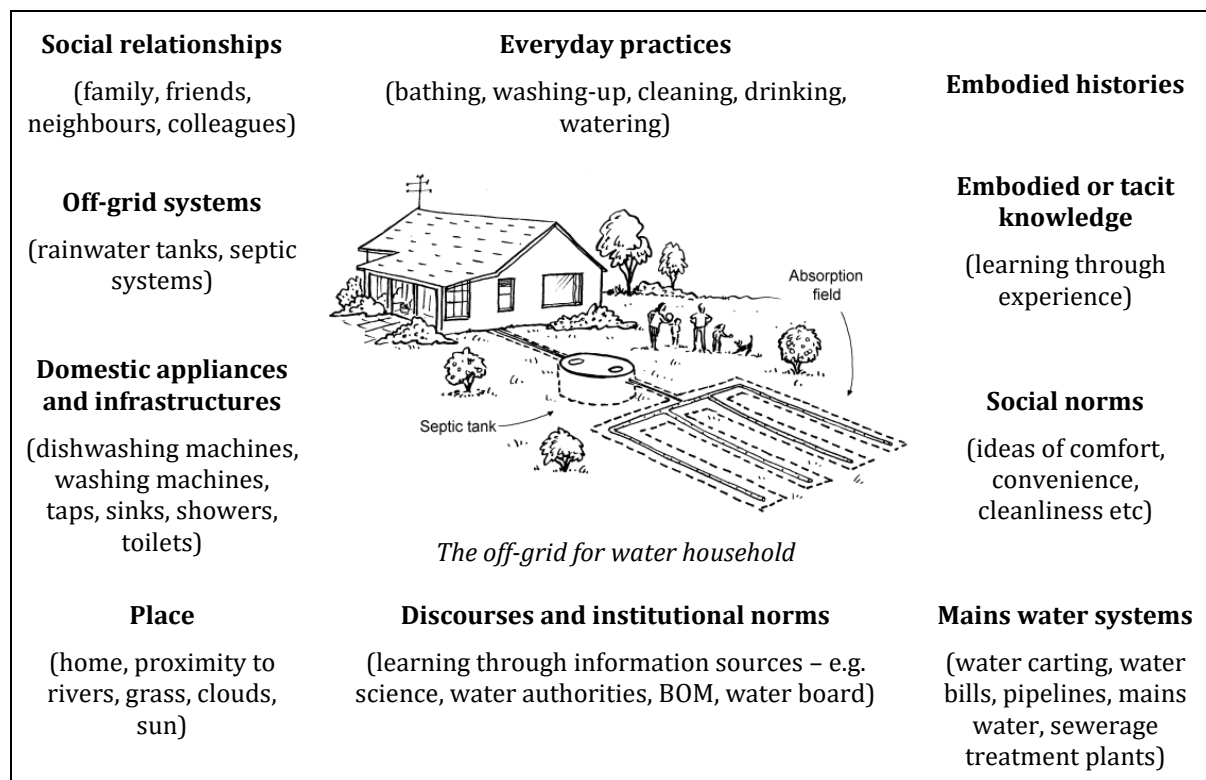 Social relationships
(family, friends,
neighbours, colleagues)
Everyday practices
(bathing, washing-up, cleaning, drinking,
watering)
Embodied histories
Off-grid systems
(rainwater tanks, septic
systems)
Embodied or tacit
knowledge
(learning through
experience)
Absorption
field
Domestic appliances
and infrastructures
(dishwashing machines,
washing machines,
taps, sinks, showers,
toilets)
Septic tank
Social norms
(ideas of comfort,
convenience,
cleanliness etc)
The off-grid for water household
Place
(home, proximity to
rivers, grass, clouds,
sun)
Discourses and institutional norms
(learning through information sources – e.g.
science, water authorities, BOM, water board)
Mains water systems
(water carting, water
bills, pipelines, mains
water, sewerage
treatment plants)